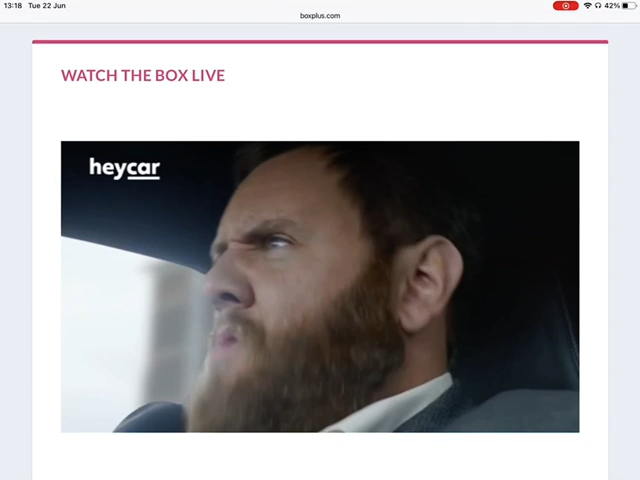 13:18 Tue 22 Jun
42%
boxplus.com
WATCH THE BOX LIVE
heycar